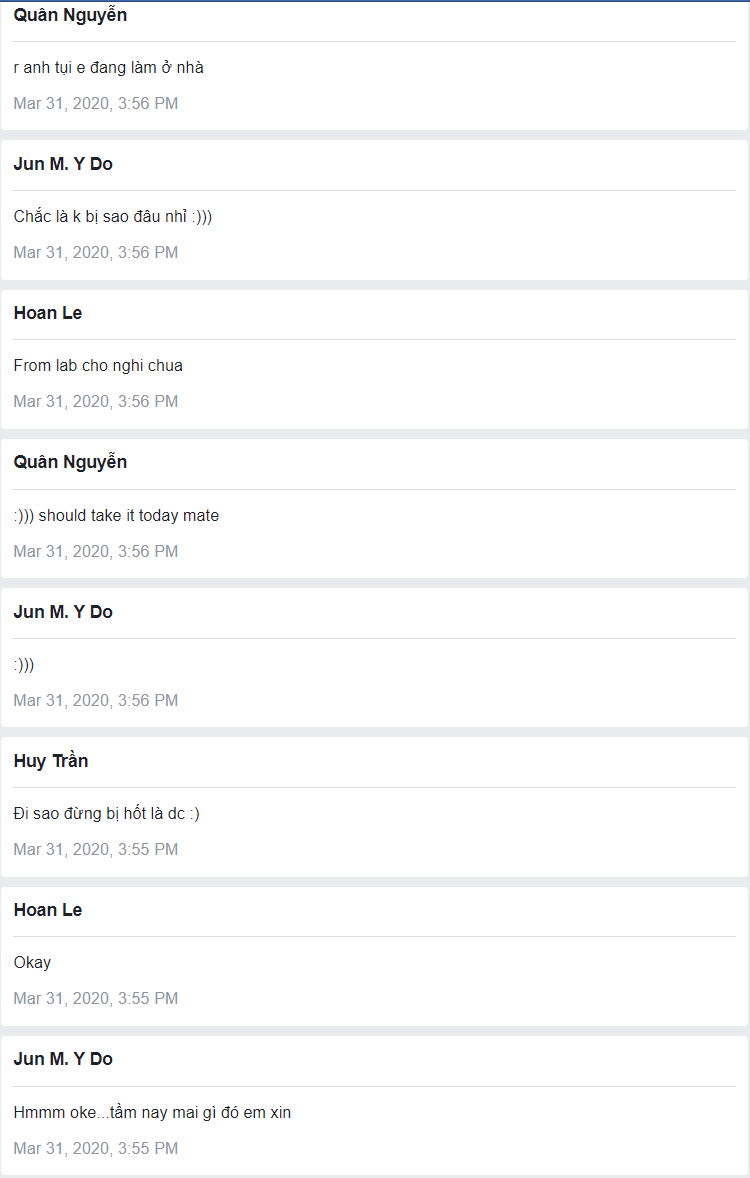 Quân Nguyễn
r anh tụi e đang làm ở nhà
Mar 31, 2020, 3:56 PM
Jun M. Y Do
Chắc là k bị sao đâu nhỉ :)))
Mar 31, 2020, 3:56 PM
Hoan Le
From lab cho nghi chua
Mar 31, 2020, 3:56 PM
Quân Nguyễn
:))) should take it today mate
Mar 31, 2020, 3:56 PM
Jun M. Y Do
:)))
Mar 31, 2020, 3:56 PM
Huy Trần
Đi sao đừng bị hốt là dc :)
Mar 31, 2020, 3:55 PM
Hoan Le
Okay
Mar 31, 2020, 3:55 PM
Jun M. Y Do
Hmmm oke...tầm nay mai gì đó em xin
Mar 31, 2020, 3:55 PM